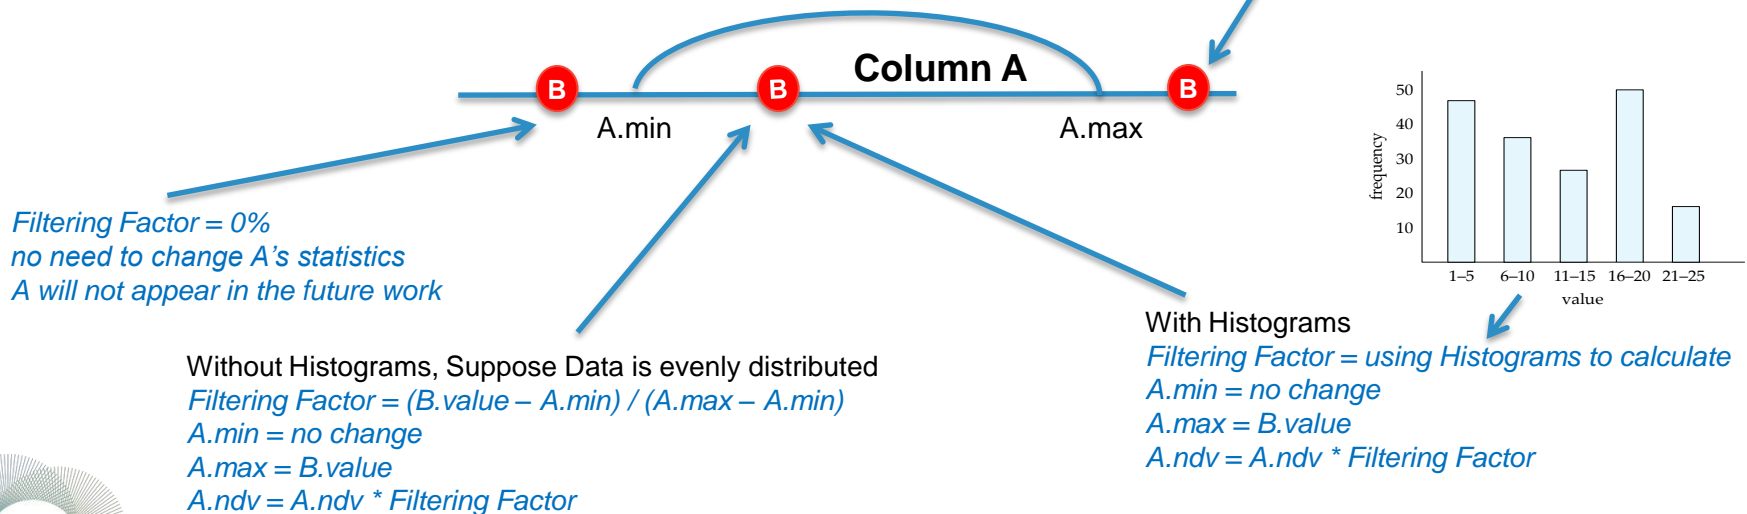 Column A
B
B
B
A.min
A.max
Filtering Factor = 0%
no need to change A’s statistics
A will not appear in the future work
Without Histograms, Suppose Data is evenly distributed
Filtering Factor = (B.value – A.min) / (A.max – A.min)
A.min = no change
A.max = B.value
A.ndv = A.ndv * Filtering Factor
50
40
30
20
10
frequency
1–5 6–10 11–15 16–20 21–25
value
With Histograms
Filtering Factor = using Histograms to calculate
A.min = no change
A.max = B.value
A.ndv = A.ndv * Filtering Factor